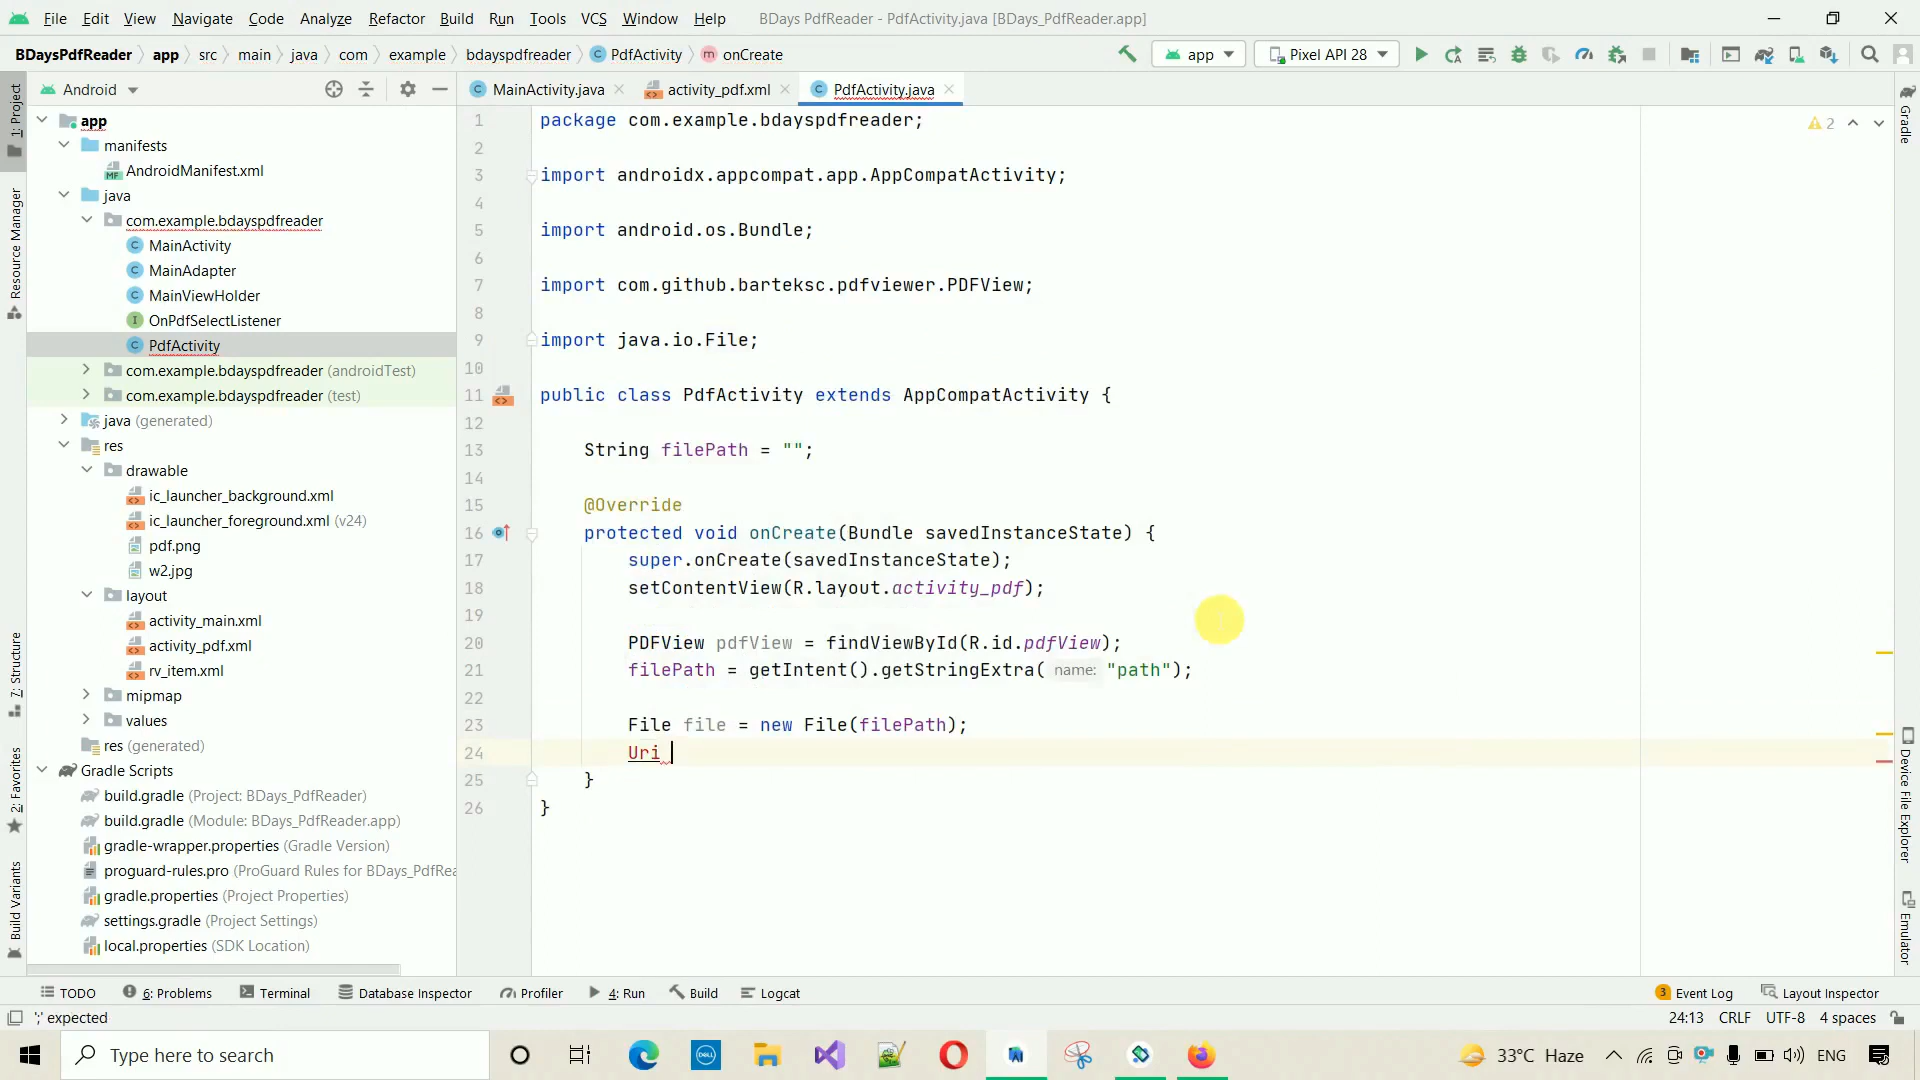 File Edit View Navigate Code Analyze Refactor Build Run Tools VCS Window Help BDays PdfReader - PdfActivity.java [BDays_PdfReader.app]
BDaysPdfReader app src main java com example bdayspdfreader PdfActivity onCreate app Pixel API 28
Android MainActivity.java activity_pdf.xml PdfActivity.java
1: Project
Resource Manager
7: Structure
2: Favorites
Build Variants
app
manifests
AndroidManifest.xml
java
com.example.bdayspdfreader
MainActivity
MainAdapter
MainViewHolder
OnPdfSelectListener
PdfActivity
com.example.bdayspdfreader (androidTest)
com.example.bdayspdfreader (test)
java (generated)
res
drawable
ic_launcher_background.xml
ic_launcher_foreground.xml (v24)
pdf.png
w2.jpg
layout
activity_main.xml
activity_pdf.xml
rv_item.xml
mipmap
values
res (generated)
Gradle Scripts
build.gradle (Project: BDays_PdfReader)
build.gradle (Module: BDays_PdfReader.app)
gradle-wrapper.properties (Gradle Version)
proguard-rules.pro (ProGuard Rules for BDays_PdfRea
gradle.properties (Project Properties)
settings.gradle (Project Settings)
local.properties (SDK Location)
1 package com.example.bdayspdfreader;
2
3 import androidx.appcompat.app.AppCompatActivity;
4
5 import android.os.Bundle;
6
7 import com.github.barteksc.pdfviewer.PDFView;
8
9 import java.io.File;
10
11 public class PdfActivity extends AppCompatActivity {
12
13 String filePath = "";
14
15 @Override
16 protected void onCreate(Bundle savedInstanceState) {
17 super.onCreate(savedInstanceState);
18 setContentView(R.layout.activity_pdf);
19
20 PDFView pdfView = findViewById(R.id.pdfView);
21 filePath = getIntent().getStringExtra( name: "path");
22
23 File file = new File(filePath);
24 Uri
25 }
26 }
2
Gradle
Device File Explorer
Emulator
TODO 6: Problems Terminal Database Inspector Profiler 4: Run Build Logcat 3 Event Log Layout Inspector
';' expected 24:13 CRLF UTF-8 4 spaces
Type here to search DELL 33°C Haze ENG